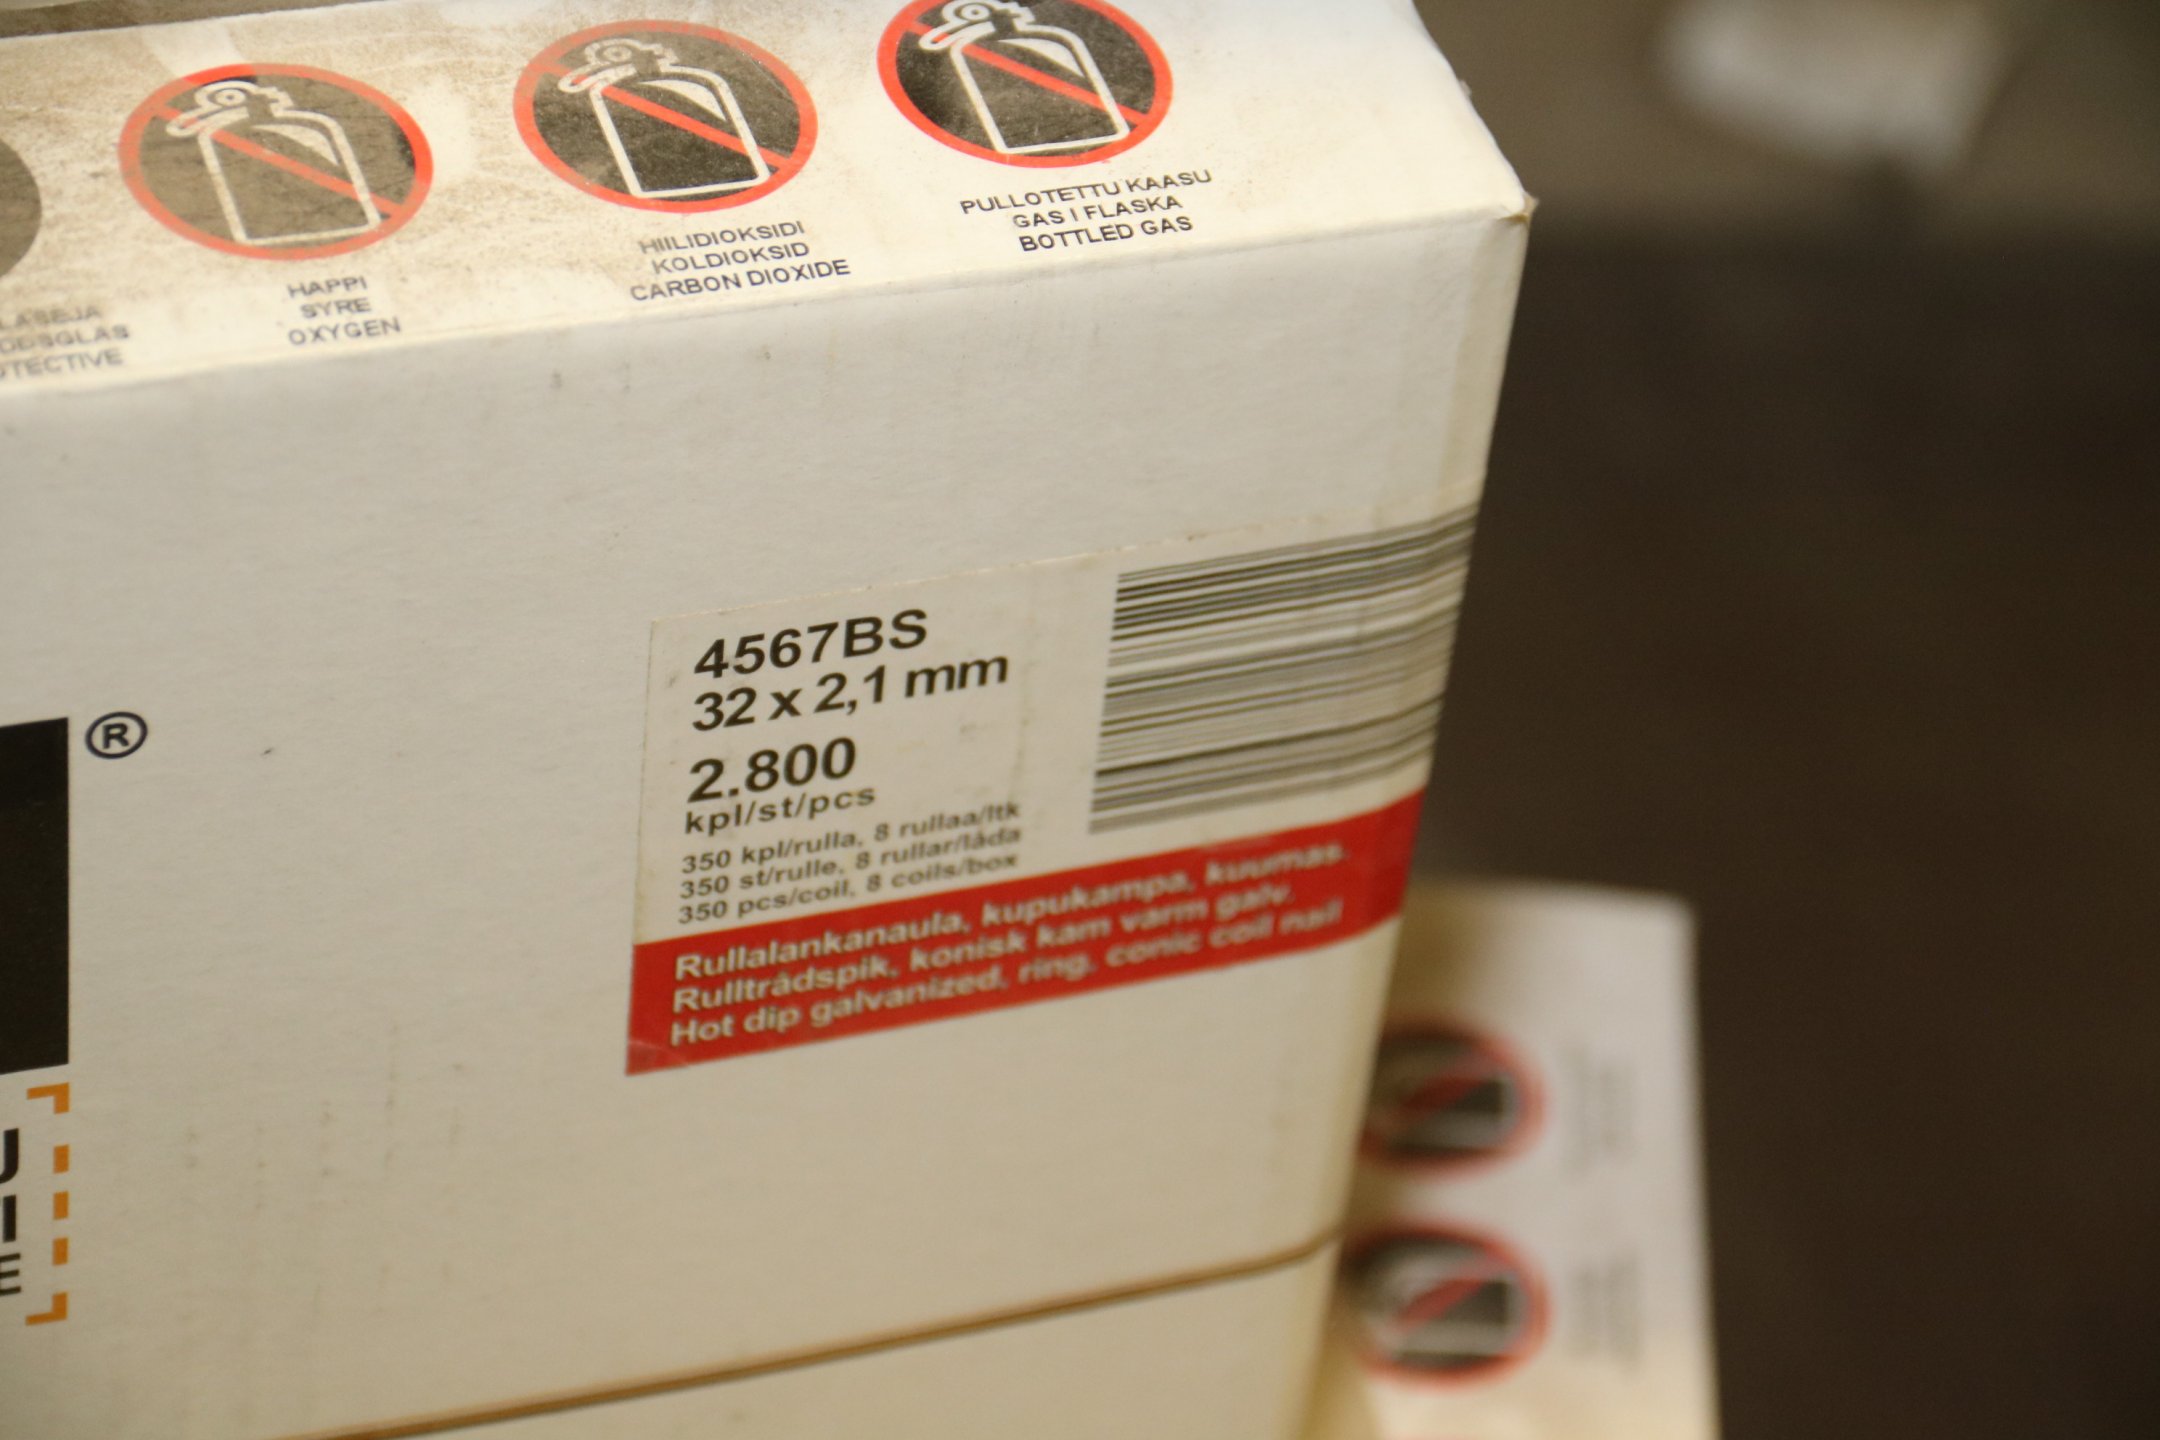 HAPPI
SYRE
OXYGEN
HIILIDIOKSIDI
KOLDIOKSID
CARBON DIOXIDE
PULLOTETTU KAASU
GAS I FLASKA
BOTTLED GAS
®
4567BS
32 x 2,1 mm
2.800
kpl/st/pcs
350 kpl/rulla, 8 rullaa/ltk
350 st/rulle, 8 rullar/låda
350 pcs/coil, 8 coils/box
Rullalankanaula, kupukampa, kuumas.
Rulltrådspik, konisk kam varm galv.
Hot dip galvanized, ring, conic coil nail